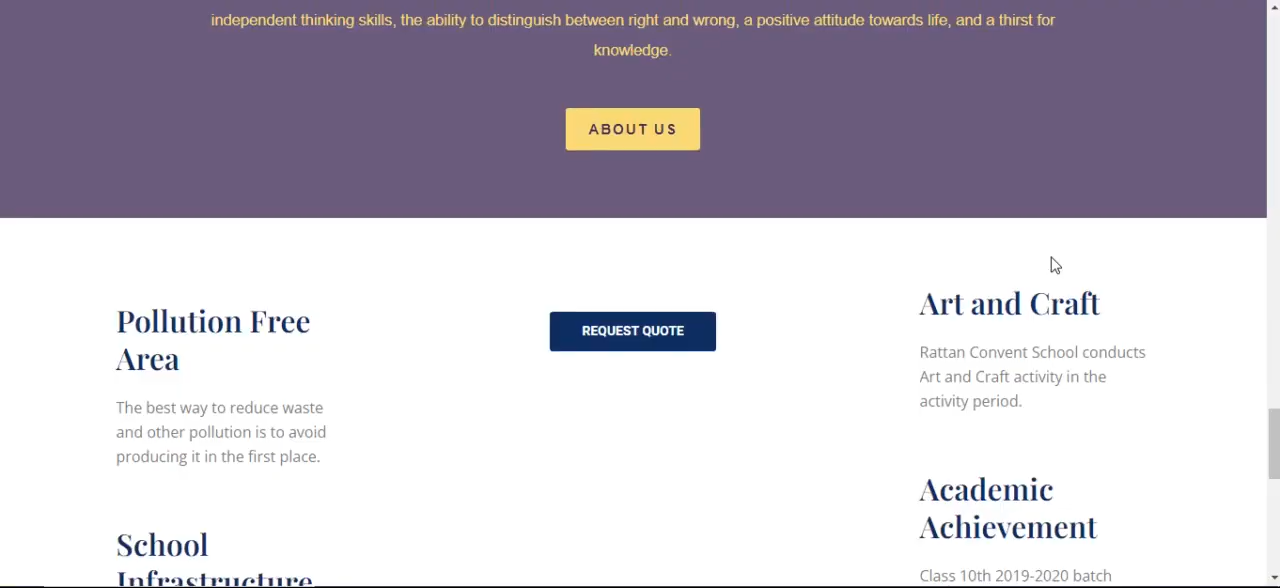 independent thinking skills, the ability to distinguish between right and wrong, a positive attitude towards life, and a thirst for
knowledge.
ABOUT US
Pollution Free
Area
The best way to reduce waste
and other pollution is to avoid
producing it in the first place.
School
Infrastructure
REQUEST QUOTE
Art and Craft
Rattan Convent School conducts
Art and Craft activity in the
activity period.
Academic
Achievement
Class 10th 2019-2020 batch